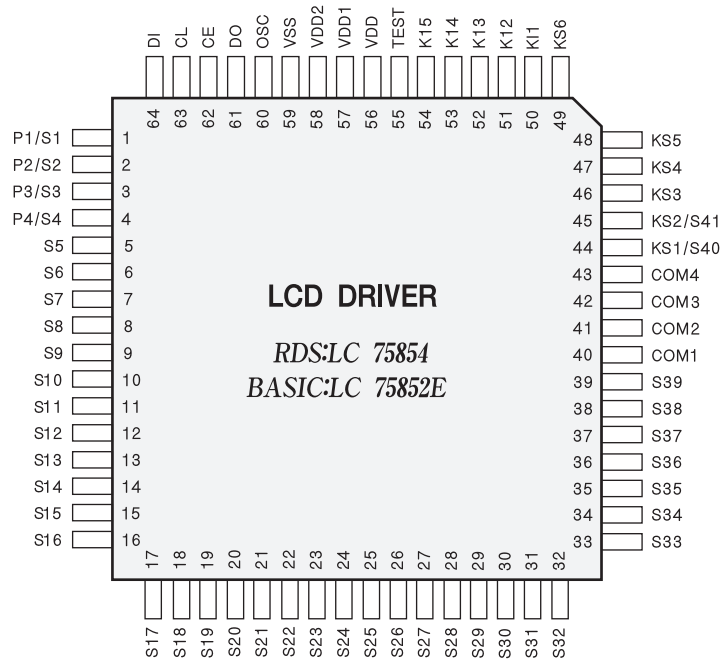 DI CL CE DO OSC VSS VDD2 VDD1 VDD TEST K15 K14 K13 K12 KI1 KS6
64 63 62 61 60 59 58 57 56 55 54 53 52 51 50 49
P1/S1 1 48 KS5
P2/S2 2 47 KS4
P3/S3 3 46 KS3
P4/S4 4 45 KS2/S41
S5 5 44 KS1/S40
S6 6 43 COM4
S7 7 42 COM3
S8 8 41 COM2
S9 9 40 COM1
S10 10 39 S39
S11 11 38 S38
S12 12 37 S37
S13 13 36 S36
S14 14 35 S35
S15 15 34 S34
S16 16 33 S33
LCD DRIVER
RDS:LC 75854
BASIC:LC 75852E
17 18 19 20 21 22 23 24 25 26 27 28 29 30 31 32
S17 S18 S19 S20 S21 S22 S23 S24 S25 S26 S27 S28 S29 S30 S31 S32